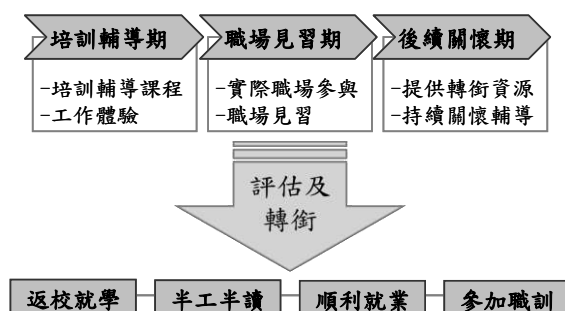 培訓輔導期
職場見習期
後續關懷期
-培訓輔導課程
-工作體驗
-實際職場參與
-職場見習
-提供轉銜資源
-持續關懷輔導
評估及
轉銜
返校就學
半工半讀
順利就業
參加職訓